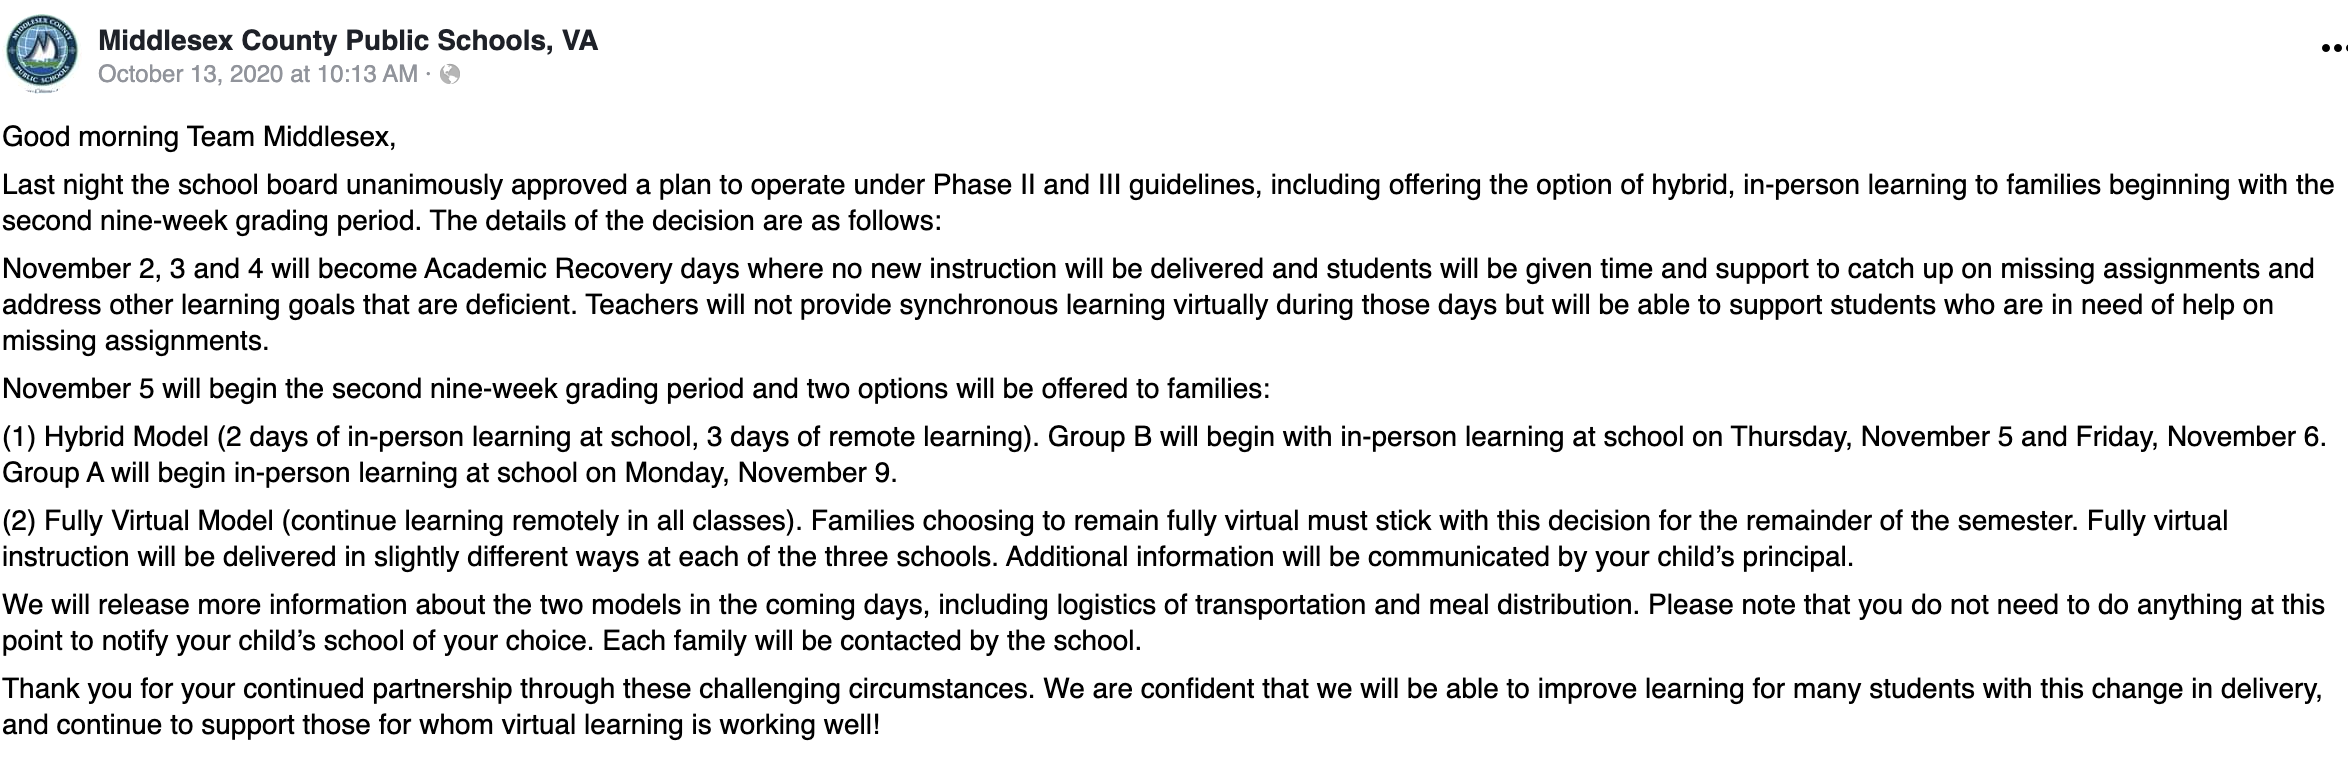 MIDDLESEX COUNTY
PUBLIC SCHOOLS
Middlesex County Public Schools, VA
October 13, 2020 at 10:13 AM ·
Good morning Team Middlesex,
Last night the school board unanimously approved a plan to operate under Phase II and III guidelines, including offering the option of hybrid, in-person learning to families beginning with the
second nine-week grading period. The details of the decision are as follows:
November 2, 3 and 4 will become Academic Recovery days where no new instruction will be delivered and students will be given time and support to catch up on missing assignments and
address other learning goals that are deficient. Teachers will not provide synchronous learning virtually during those days but will be able to support students who are in need of help on
missing assignments.
November 5 will begin the second nine-week grading period and two options will be offered to families:
(1) Hybrid Model (2 days of in-person learning at school, 3 days of remote learning). Group B will begin with in-person learning at school on Thursday, November 5 and Friday, November 6.
Group A will begin in-person learning at school on Monday, November 9.
(2) Fully Virtual Model (continue learning remotely in all classes). Families choosing to remain fully virtual must stick with this decision for the remainder of the semester. Fully virtual
instruction will be delivered in slightly different ways at each of the three schools. Additional information will be communicated by your child’s principal.
We will release more information about the two models in the coming days, including logistics of transportation and meal distribution. Please note that you do not need to do anything at this
point to notify your child’s school of your choice. Each family will be contacted by the school.
Thank you for your continued partnership through these challenging circumstances. We are confident that we will be able to improve learning for many students with this change in delivery,
and continue to support those for whom virtual learning is working well!